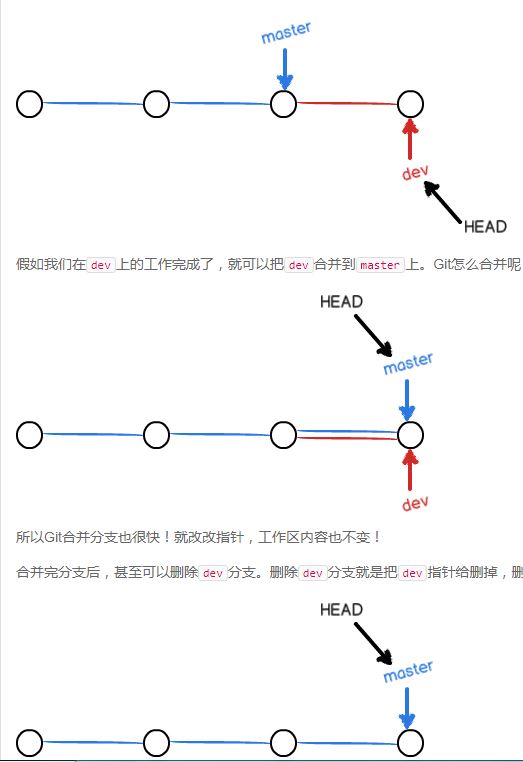 master
dev
HEAD
假如我们在dev上的工作完成了，就可以把dev合并到master上。Git怎么合并呢
HEAD
master
dev
所以Git合并分支也很快！就改改指针，工作区内容也不变！
合并完分支后，甚至可以删除dev分支。删除dev分支就是把dev指针给删掉，删
HEAD
master